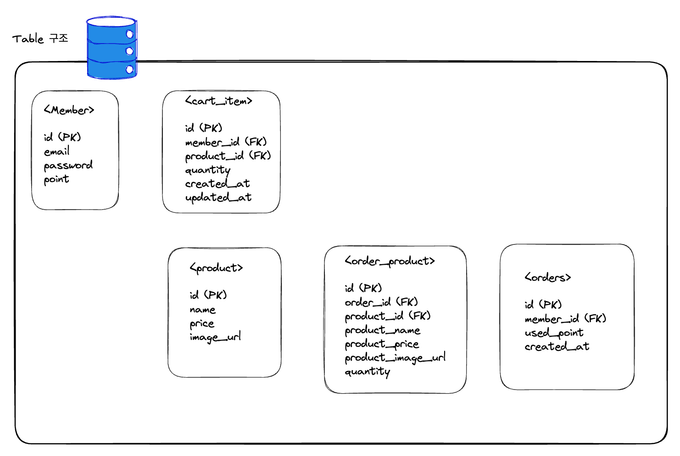 Table 구조
<Member>
id (PK)
email
password
point
<cart_item>
id (PK)
member_id (FK)
product_id (FK)
quantity
created_at
updated_at
<product>
id (PK)
name
price
image_url
<order_product>
id (PK)
order_id (FK)
product_id (FK)
product_name
product_price
product_image_url
quantity
<orders>
id (PK)
member_id (FK)
used_point
created_at